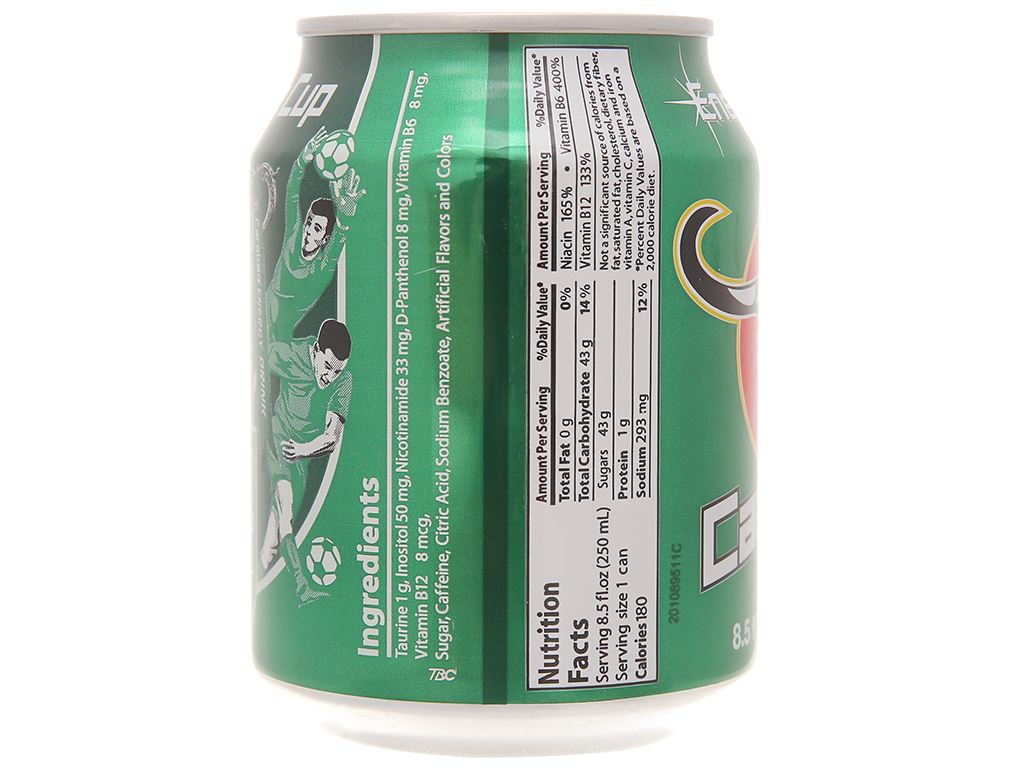 Cup
ENERGY DRINK
Ingredients
Taurine 1 g, Inositol 50 mg, Nicotinamide 33 mg, D-Panthenol 8 mg, Vitamin B6 8 mg,
Vitamin B12 8 mcg,
Sugar, Caffeine, Citric Acid, Sodium Benzoate, Artificial Flavors and Colors
TBC
Nutrition
Facts
Serving 8.5 fl.oz (250 mL)
Serving size 1 can
Calories 180
Amount Per Serving %Daily Value*
Total Fat 0 g 0%
Total Carbohydrate 43 g 14%
Sugars 43 g
Protein 1 g
Sodium 293 mg 12%
Amount Per Serving %Daily Value*
Niacin 165% • Vitamin B6 400%
Vitamin B12 133%
Not a significant source of calories from
fat, saturated fat, cholesterol, dietary fiber,
vitamin A, vitamin C, calcium and iron
*Percent Daily Values are based on a
2,000 calorie diet.
201089511C
Ca
8.5